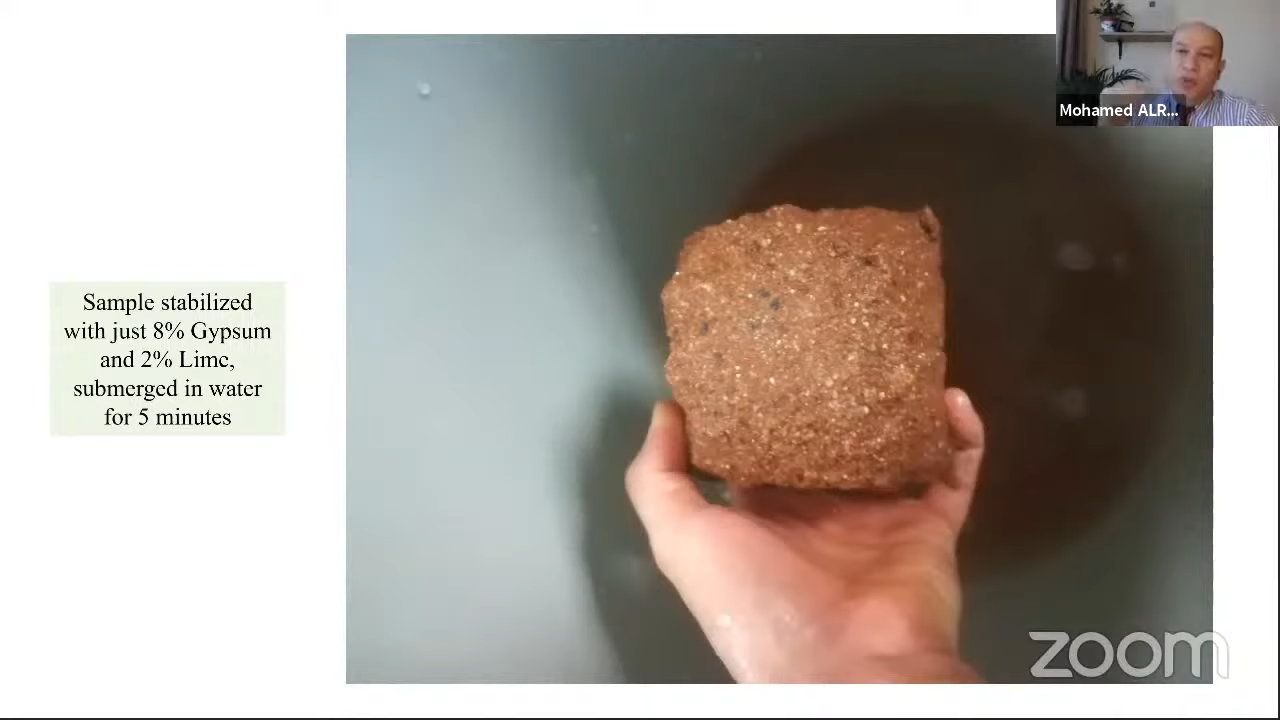 Mohamed ALR...
Sample stabilized
with just 8% Gypsum
and 2% Lime,
submerged in water
for 5 minutes
zoom